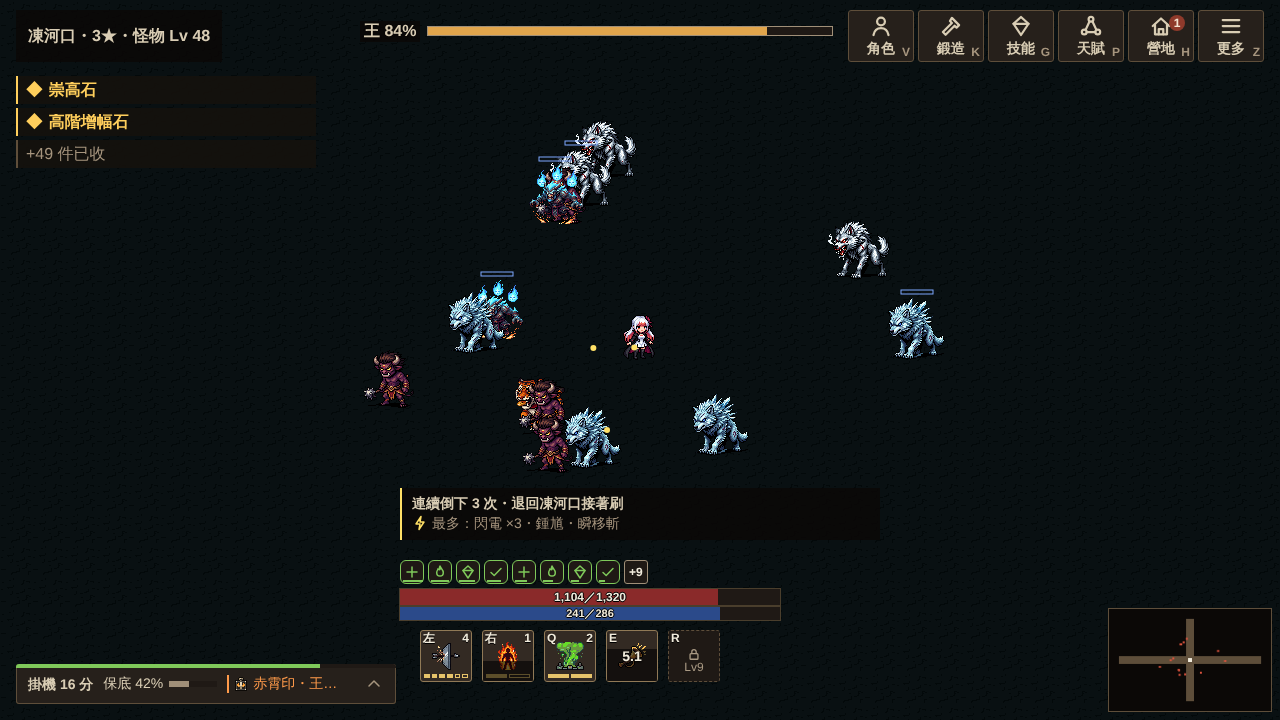 凍河口・3★・怪物 Lv 48
王 84%
角色 V
鍛造 K
技能 G
天賦 P
營地 H
1
更多 Z
◆ 崇高石
◆ 高階增幅石
+49 件已收
連續倒下 3 次・退回凍河口接著刷
最多：閃電 ×3・鍾馗・瞬移斬
+9
1,104／1,320
241／286
左 4
右 1
Q 2
E
5.1
R
Lv9
掛機 16 分 保底 42% 赤霄印・王…